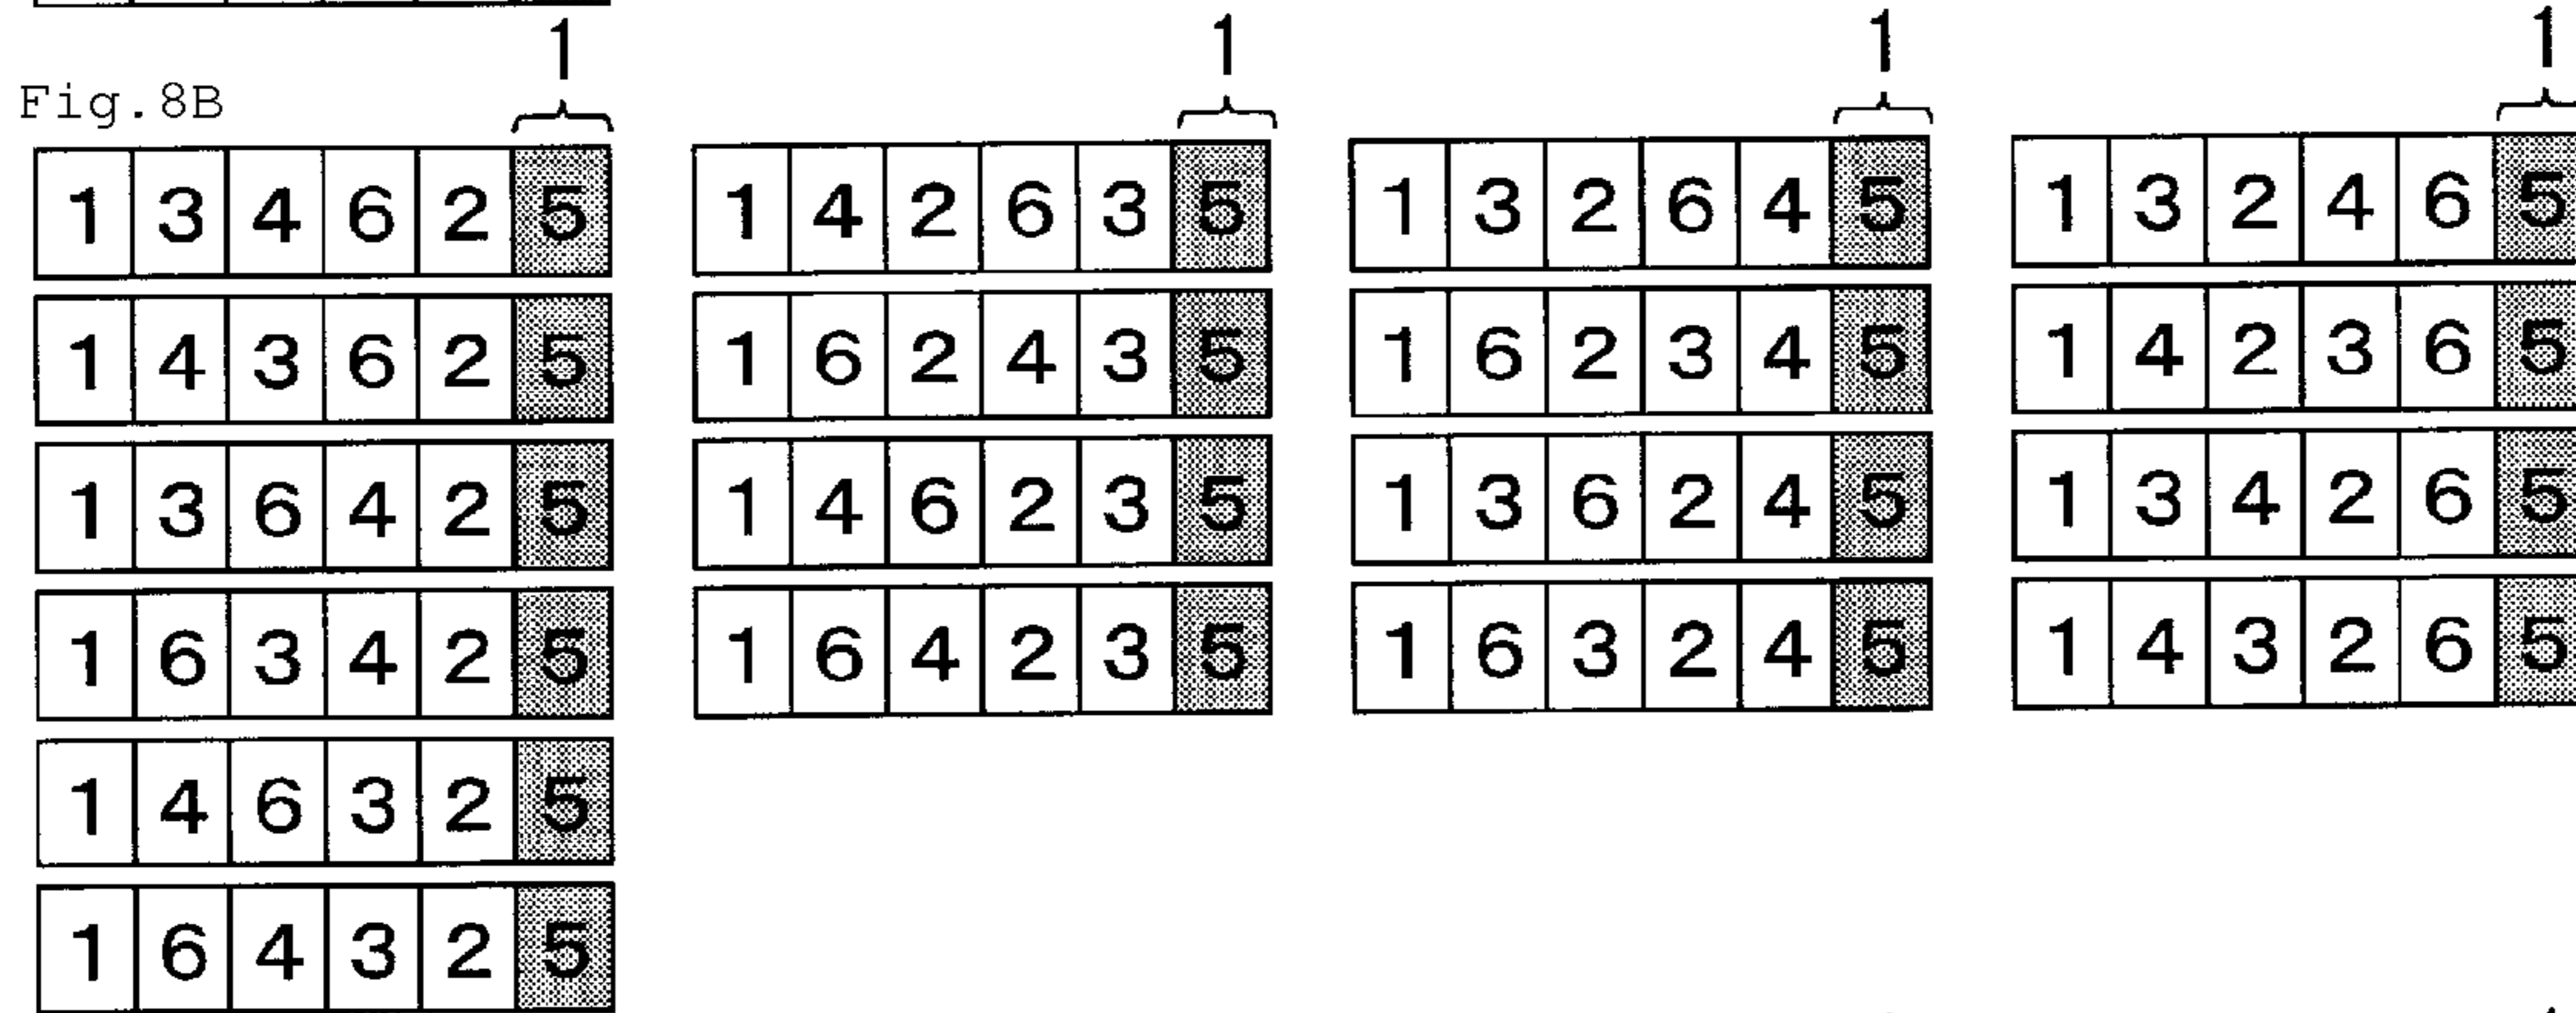 1 1 1 1
Fig.8B
1 3 4 6 2 5 1 4 2 6 3 5 1 3 2 6 4 5 1 3 2 4 6 5
1 4 3 6 2 5 1 6 2 4 3 5 1 6 2 3 4 5 1 4 2 3 6 5
1 3 6 4 2 5 1 4 6 2 3 5 1 3 6 2 4 5 1 3 4 2 6 5
1 6 3 4 2 5 1 6 4 2 3 5 1 6 3 2 4 5 1 4 3 2 6 5
1 4 6 3 2 5
1 6 4 3 2 5